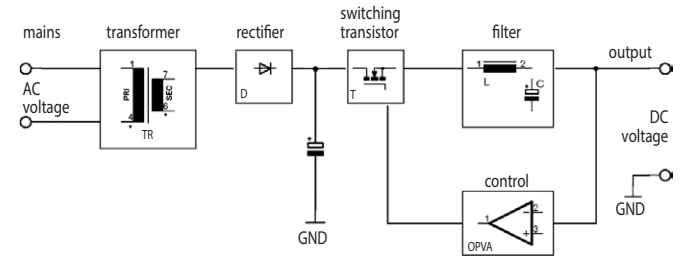 switching
mains
transformer
rectifier
transistor
filter
output
AC
voltage
1
4
PRI
7
6
SEC
TR
D
T
1
2
L
+
C
DC
voltage
+
GND
control
1
2
3
-
+
OPVA
GND